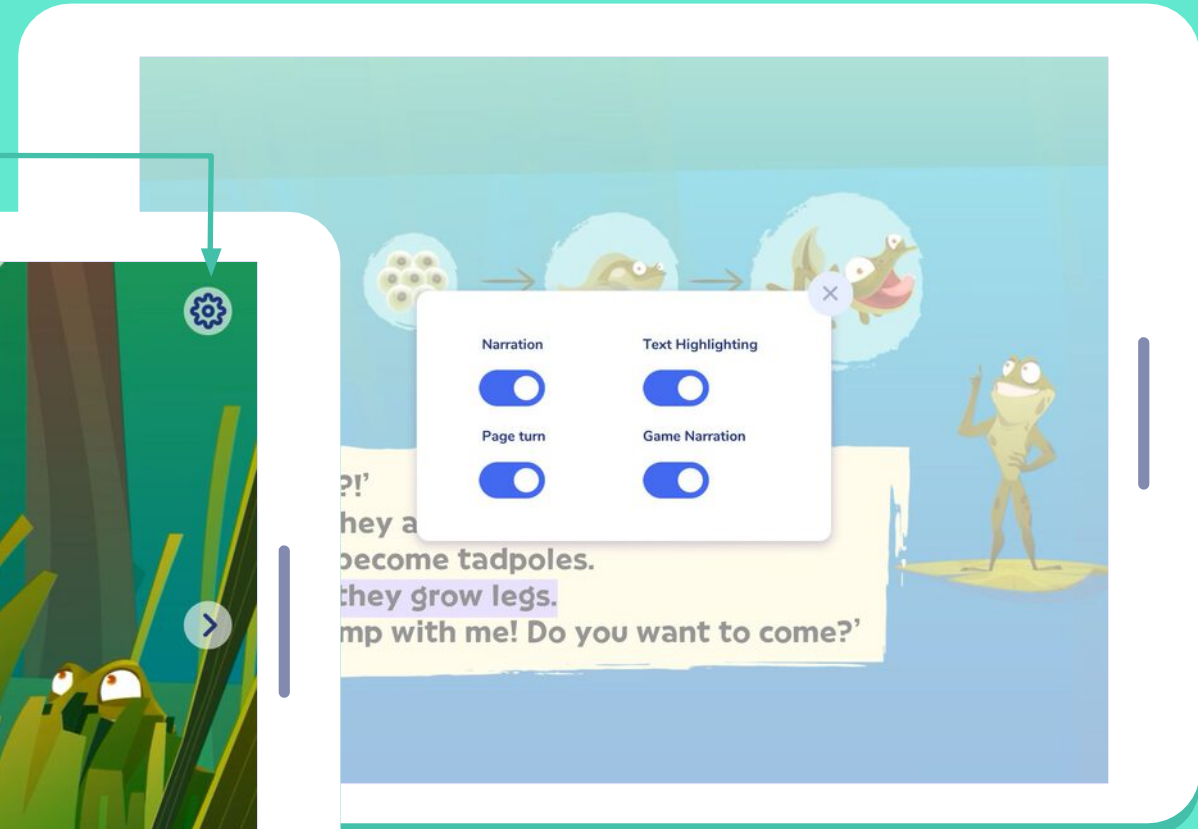 Narration Text Highlighting
Page turn Game Narration
?!’
hey a
become tadpoles.
they grow legs.
mp with me! Do you want to come?’